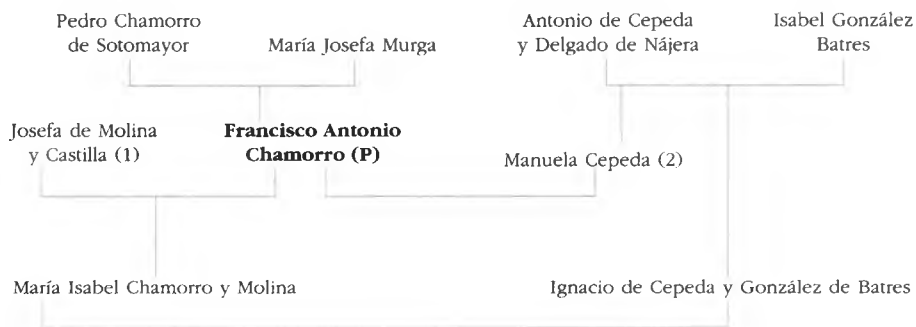 Pedro Chamorro
de Sotomayor
María Josefa Murga
Antonio de Cepeda
y Delgado de Nájera
Isabel González
Batres
Josefa de Molina
y Castilla (1)
Francisco Antonio
Chamorro (P)
Manuela Cepeda (2)
María Isabel Chamorro y Molina
Ignacio de Cepeda y González de Batres